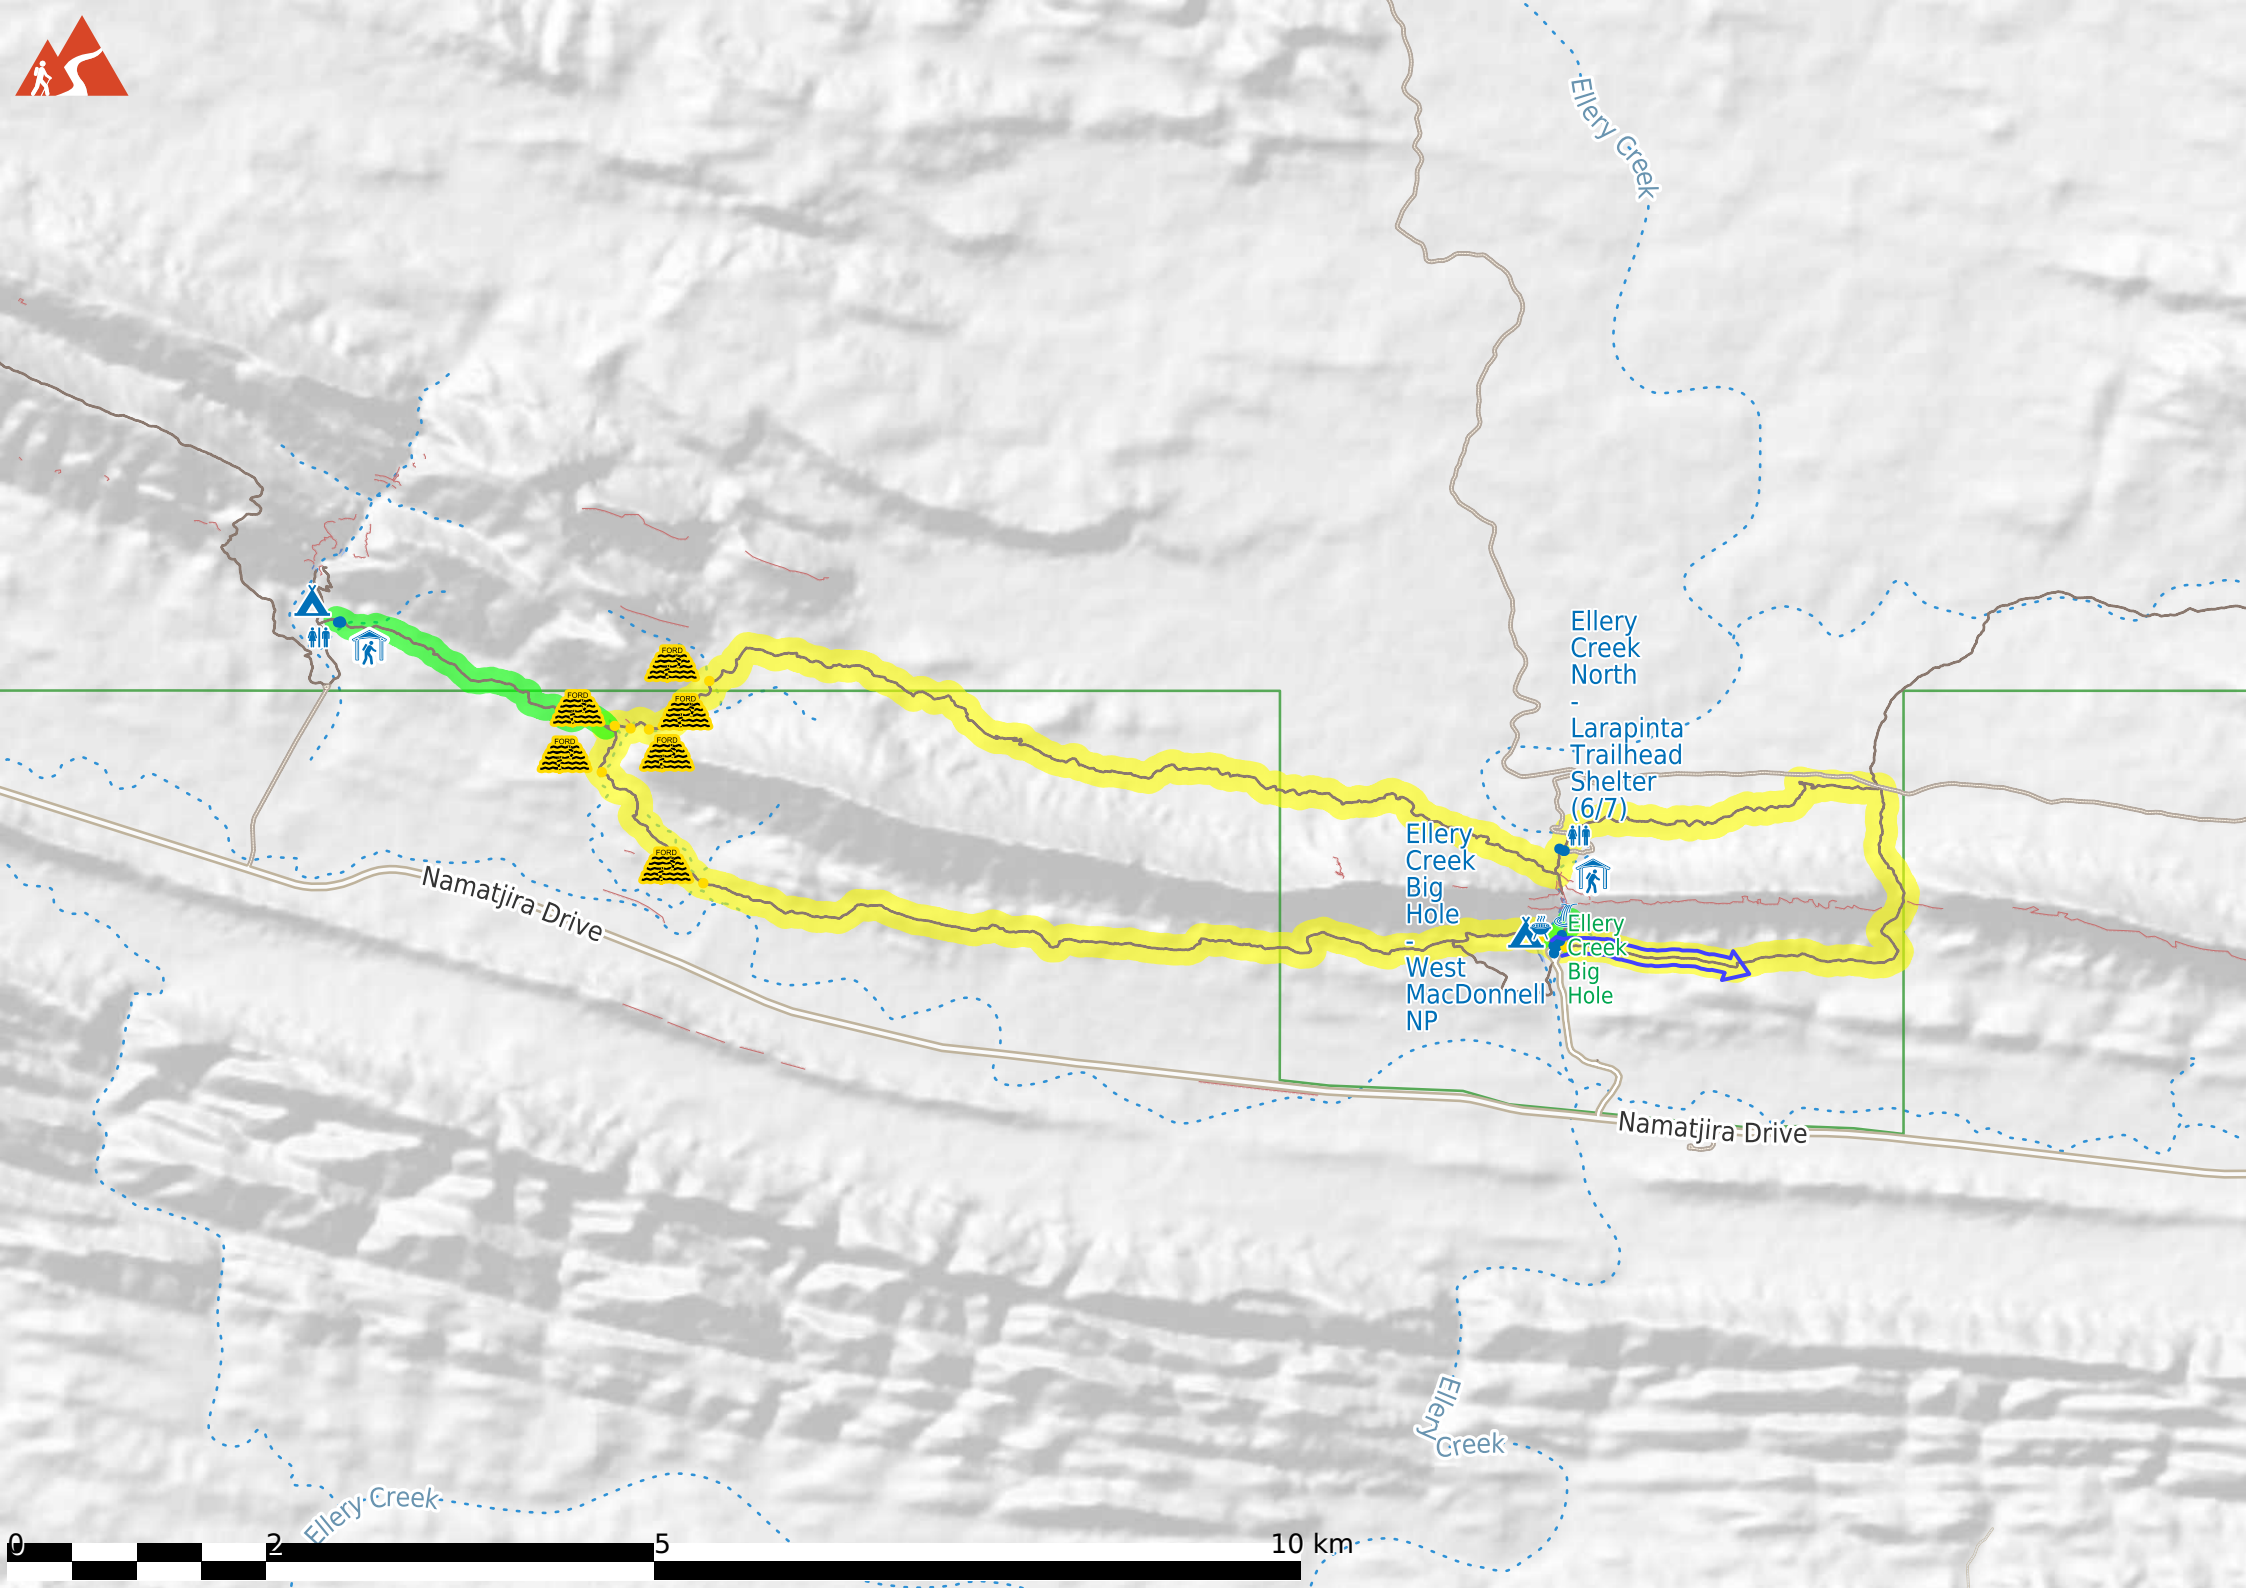 Ellery Creek
Ellery
Creek
North
-
Larapinta
Trailhead
Shelter
(6/7)
FORD
FORD
FORD
FORD
FORD
FORD
Ellery
Creek
Big
Hole
-
West
MacDonnell
NP
Ellery
Creek
Big
Hole
Namatjira Drive
Namatjira Drive
Ellery
Creek
Ellery Creek
0
2
5
10 km